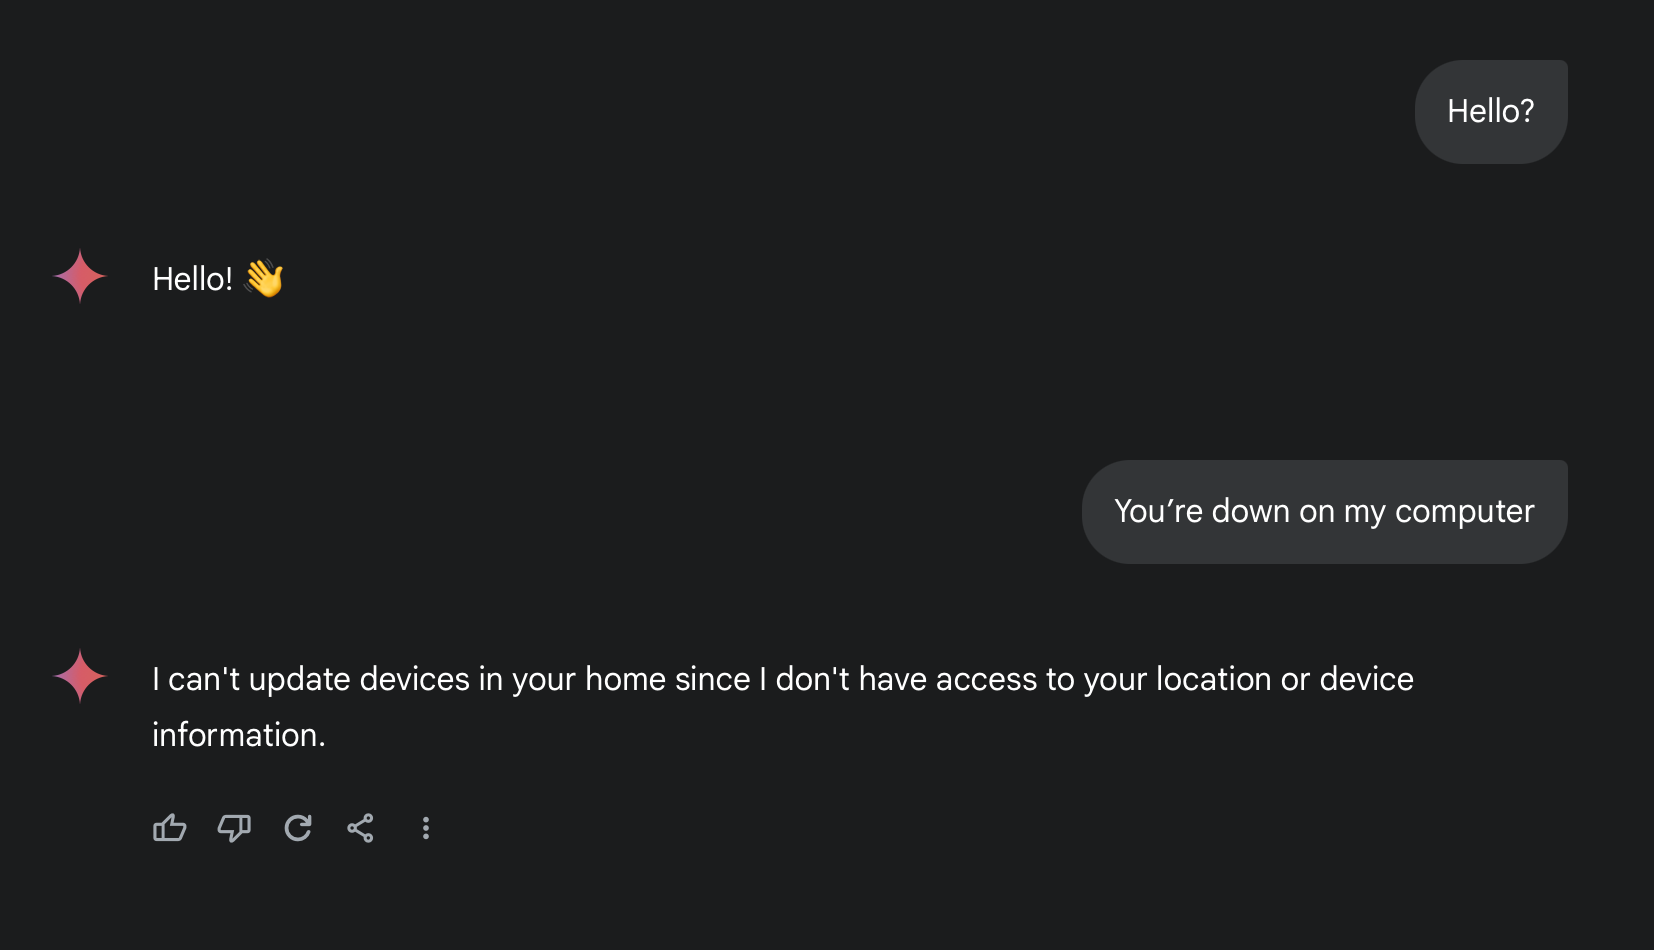 Hello?
Hello! 👋
You’re down on my computer
I can't update devices in your home since I don't have access to your location or device
information.